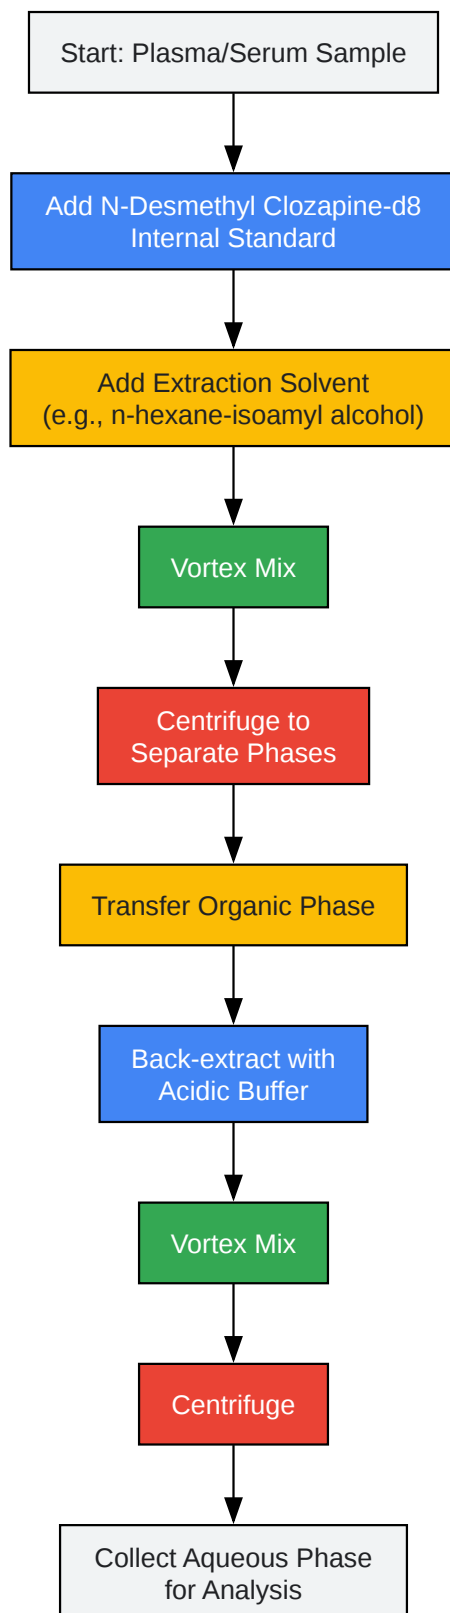 Start: Plasma/Serum Sample
Add N-Desmethyl Clozapine-d8
Internal Standard
Add Extraction Solvent
(e.g., n-hexane-isoamyl alcohol)
Vortex Mix
Centrifuge to
Separate Phases
Transfer Organic Phase
Back-extract with
Acidic Buffer
Vortex Mix
Centrifuge
Collect Aqueous Phase
for Analysis